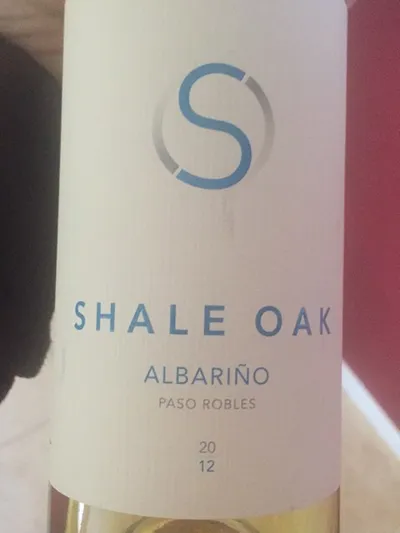 S
SHALE OAK
ALBARIÑO
PASO ROBLES
20
12